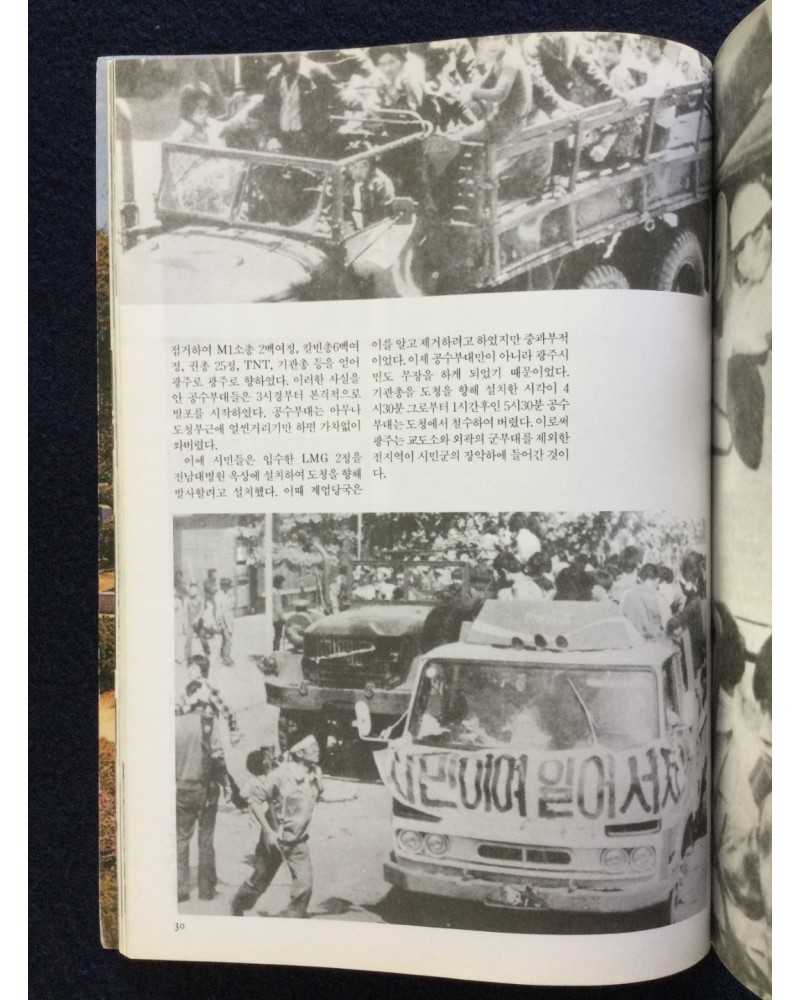 점거하여 M1소총 2백여정, 칼빈총6백여
정, 권총 25정, TNT, 기관총 등을 얻어
광주로 광주로 향하였다. 이러한 사실을
안 공수부대들은 3시경부터 본격적으로
발포를 시작하였다. 공수부대는 아무나
도청부근에 얼씬거리기만 하면 가차없이
쏴버렸다.
이에 시민들은 입수한 LMG 2정을
전남대병원 옥상에 설치하여 도청을 향해
발사할려고 설치했다. 이때 계엄당국은
이를 알고 제거하려고 하였지만 중과부적
이었다. 이제 공수부대만이 아니라 광주시
민도 무장을 하게 되었기 때문이었다.
기관총을 도청을 향해 설치한 시각이 4
시30분 그로부터 1시간후인 5시30분 공수
부대는 도청에서 철수하여 버렸다. 이로써
광주는 교도소와 외곽의 군부대를 제외한
전지역이 시민군의 장악하에 들어간 것이
다.
시민이여 일어서자
30